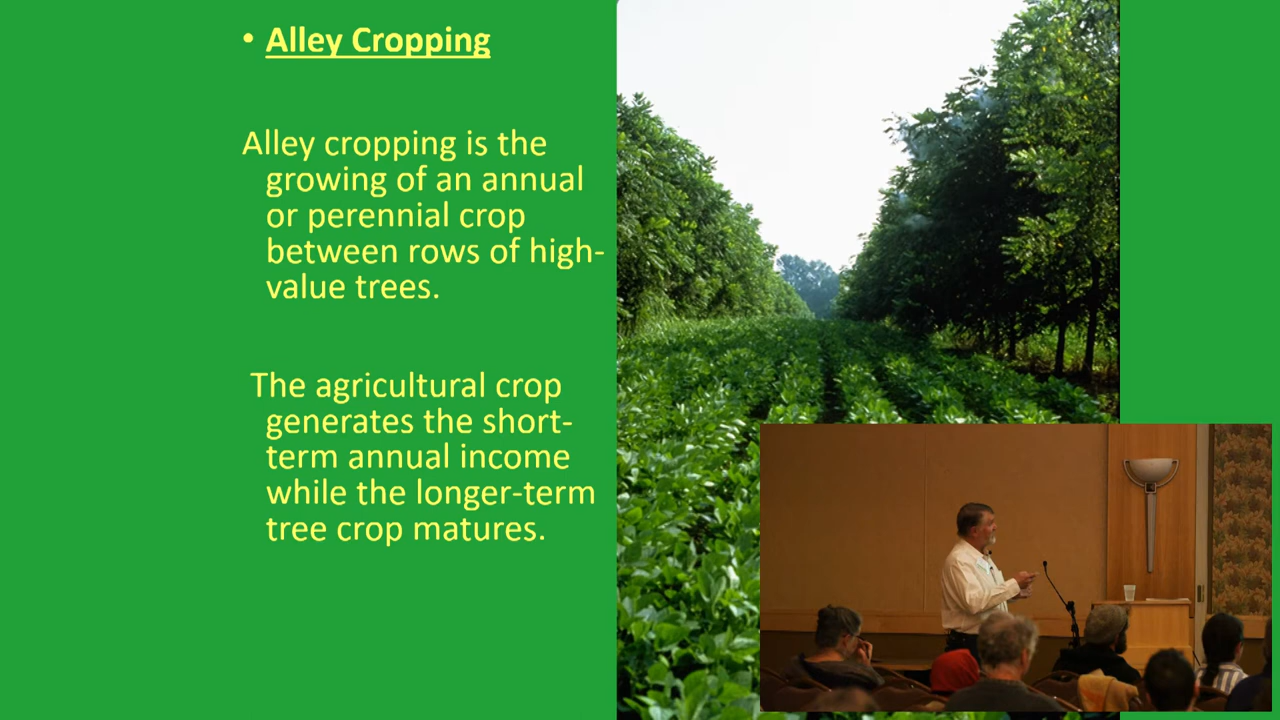 • Alley Cropping
Alley cropping is the
growing of an annual
or perennial crop
between rows of high-
value trees.
The agricultural crop
generates the short-
term annual income
while the longer-term
tree crop matures.